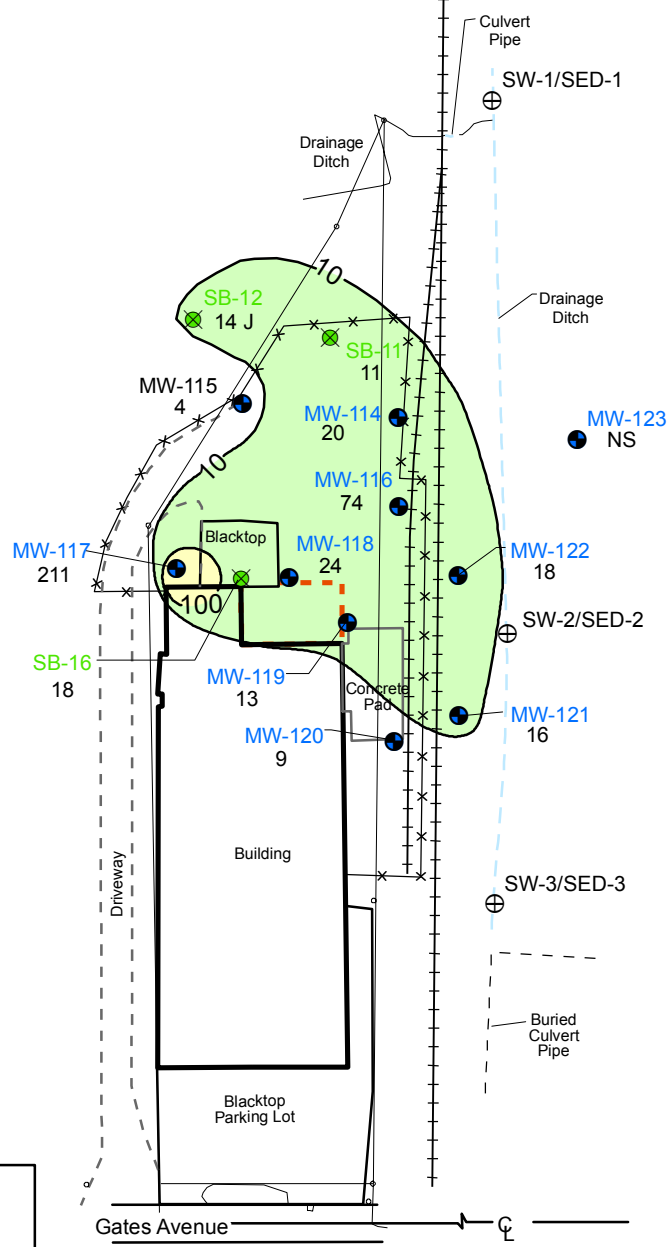 Culvert
Pipe
SW-1/SED-1
Drainage
Ditch
10
SB-12
14 J
Drainage
Ditch
SB-11
11
MW-115
4
MW-114
20
MW-123
NS
10
MW-116
74
Blacktop
MW-117
211
MW-118
24
MW-122
18
100
SW-2/SED-2
SB-16
18
MW-119
13
Concrete
Pad
MW-121
16
MW-120
9
Building
Driveway
SW-3/SED-3
Buried
Culvert
Pipe
Blacktop
Parking Lot
Gates Avenue
CL